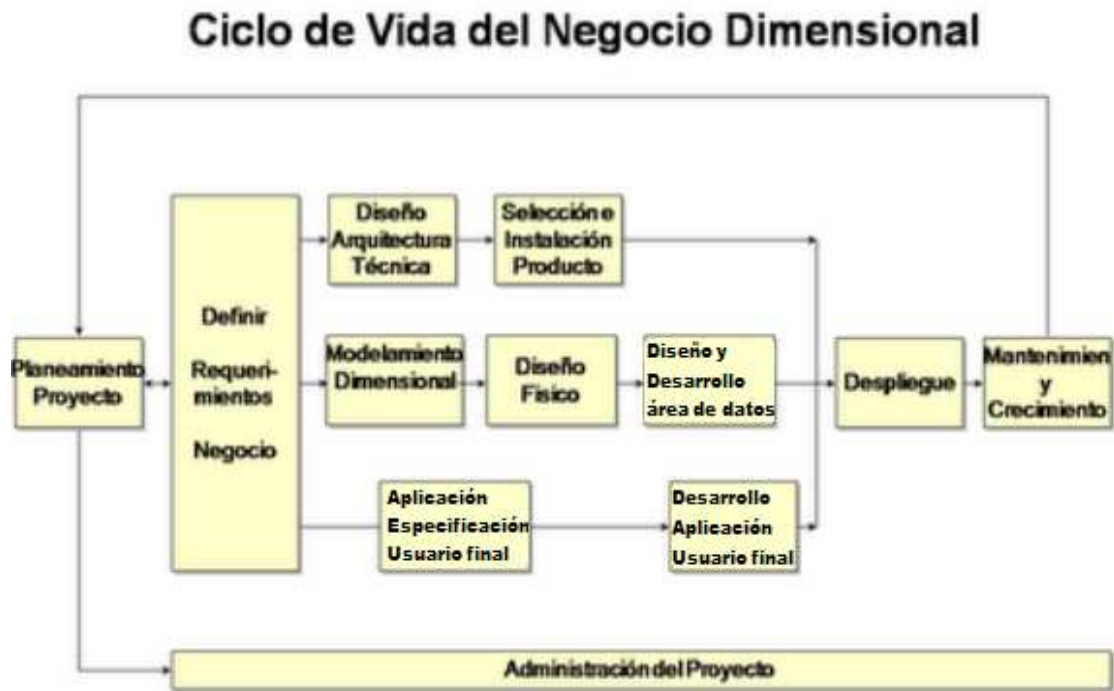 Ciclo de Vida del Negocio Dimensional
Diseño
Arquitectura
Técnica
Selección e
Instalación
Producto
Definir
Requeri-
mientos
Negocio
Planeamiento
Proyecto
Modelamiento
Dimensional
Diseño
Fisico
Diseño y
Desarrollo
área de datos
Despliegue
Mantenimien
y
Crecimiento
Aplicación
Especificación
Usuario final
Desarrollo
Aplicación
Usuario final
Administración del Proyecto